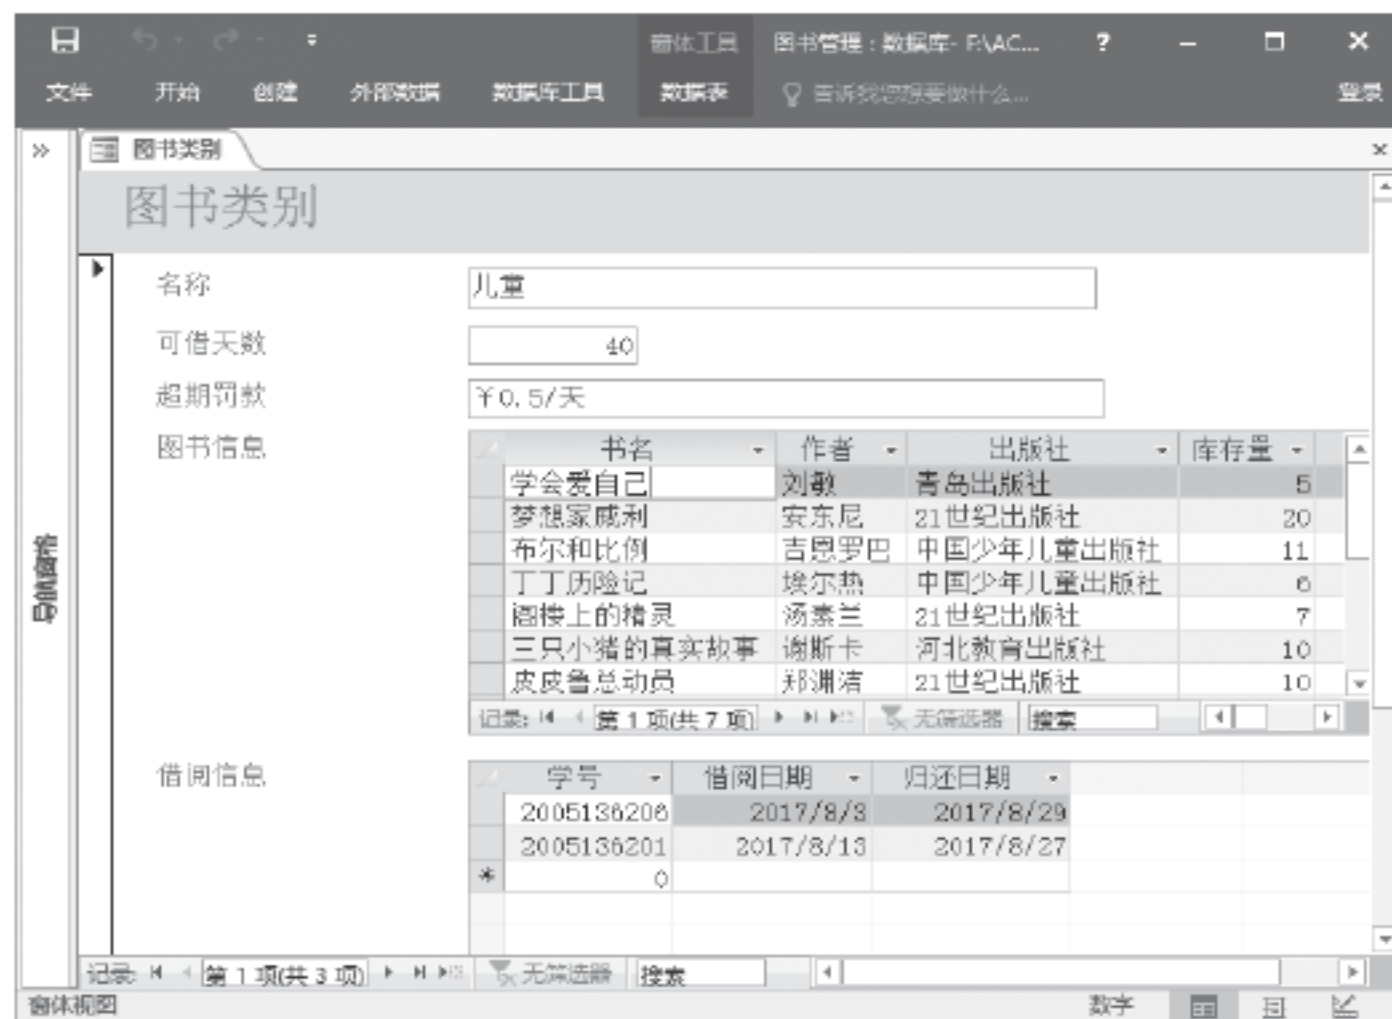 窗体工具 图书管理：数据库- F:\AC... ?
文件 开始 创建 外部数据 数据库工具 数据表 告诉我您想要做什么... 登录
» 图书类别
图书类别
名称 儿童
可借天数 40
超期罚款 ￥0.5/天
图书信息 书名 作者 出版社 库存量
学会爱自己 刘敏 青岛出版社 5
梦想家威利 安东尼 21世纪出版社 20
布尔和比例 吉恩罗巴 中国少年儿童出版社 11
丁丁历险记 埃尔热 中国少年儿童出版社 6
阁楼上的精灵 汤素兰 21世纪出版社 7
三只小猪的真实故事 谢斯卡 河北教育出版社 10
皮皮鲁总动员 郑渊洁 21世纪出版社 10
记录: 第 1 项(共 7 项) 无筛选器 搜索
导航窗格
借阅信息 学号 借阅日期 归还日期
2005136206 2017/8/3 2017/8/29
2005136201 2017/8/13 2017/8/27
* 0
记录: 第 1 项(共 3 项) 无筛选器 搜索
窗体视图 数字